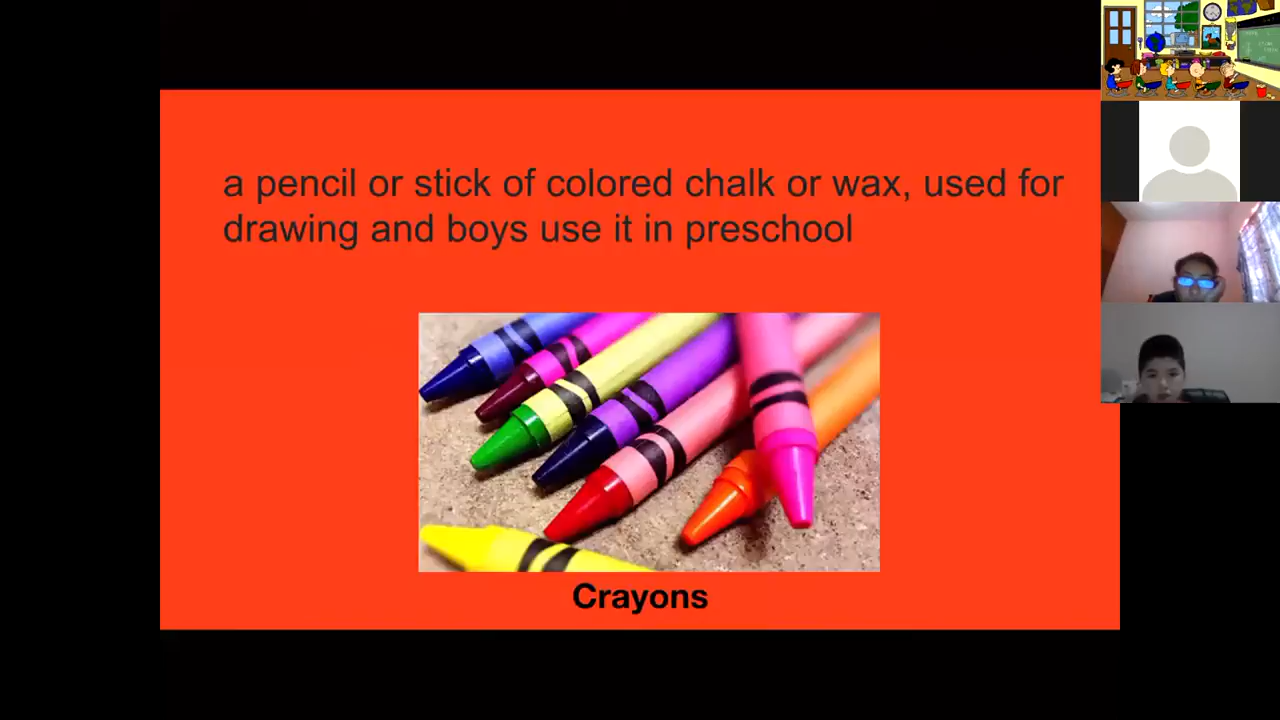 a pencil or stick of colored chalk or wax, used for
drawing and boys use it in preschool
Crayons